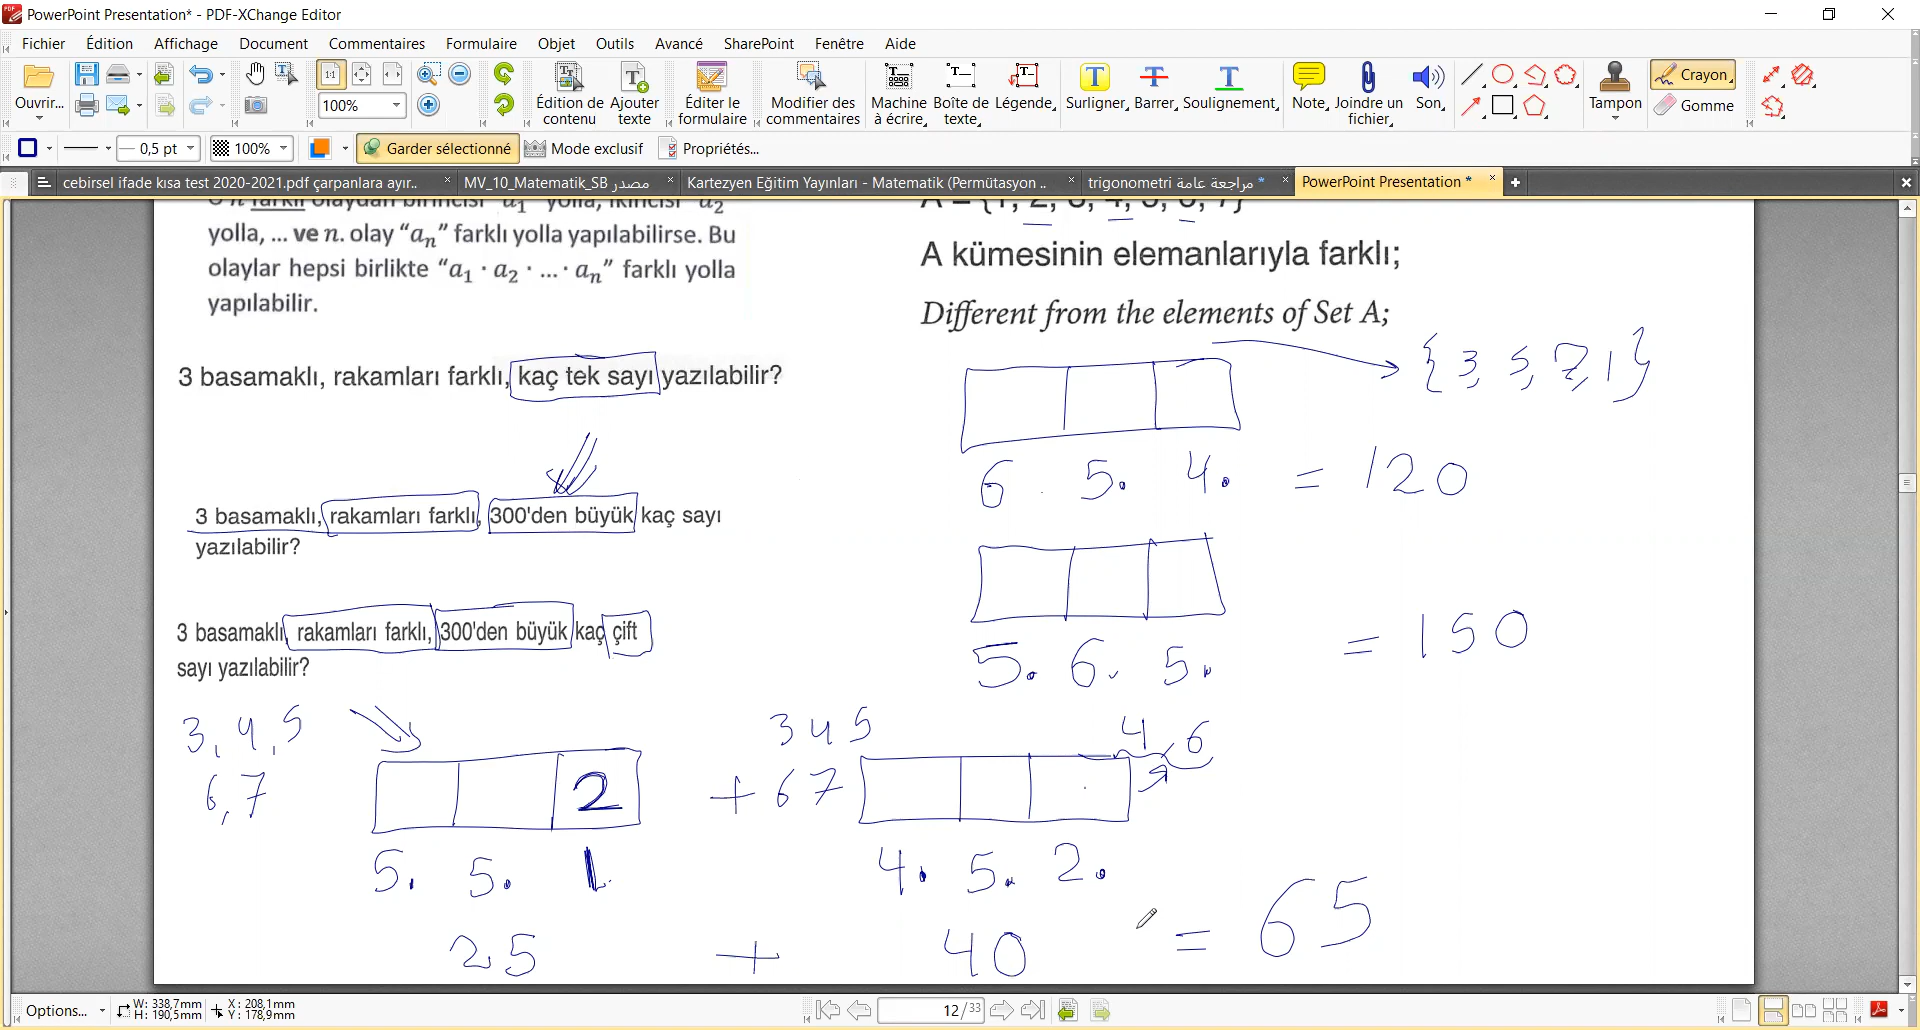 PowerPoint Presentation* - PDF-XChange Editor
Fichier Édition Affichage Document Commentaires Formulaire Objet Outils Avancé SharePoint Fenêtre Aide
Ouvrir... 100% Édition de contenu Ajouter texte Éditer le formulaire Modifier des commentaires Machine à écrire Boîte de texte Légende Surligner Barrer Soulignement Note Joindre un fichier Son Tampon Crayon Gomme
0,5 pt 100% Garder sélectionné Mode exclusif Propriétés...
cebirsel ifade kısa test 2020-2021.pdf çarpanlara ayır.. MV_10_Matematik_SB مصدر Kartezyen Eğitim Yayınları - Matematik (Permütasyon .. trigonometri مراجعة عامة * PowerPoint Presentation *
yolla, ... ve n. olay “aₙ” farklı yolla yapılabilirse. Bu
olaylar hepsi birlikte “a₁ · a₂ · ... · aₙ” farklı yolla
yapılabilir.
3 basamaklı, rakamları farklı, kaç tek sayı yazılabilir?
3 basamaklı, rakamları farklı, 300'den büyük kaç sayı
yazılabilir?
3 basamaklı, rakamları farklı, 300'den büyük kaç çift
sayı yazılabilir?
A kümesinin elemanlarıyla farklı;
Different from the elements of Set A;
{3, 5, 7, 1}
6 . 5 . 4 . = 120
5 . 6 . 5 . = 150
3, 4, 5
6, 7
2
5 . 5 . 1 .
+
3 4 5
6 7
4 6
4 . 5 . 2 .
25 + 40 = 65
Options... W: 338,7mm H: 190,5mm X: 208,1mm Y: 178,9mm 12/33